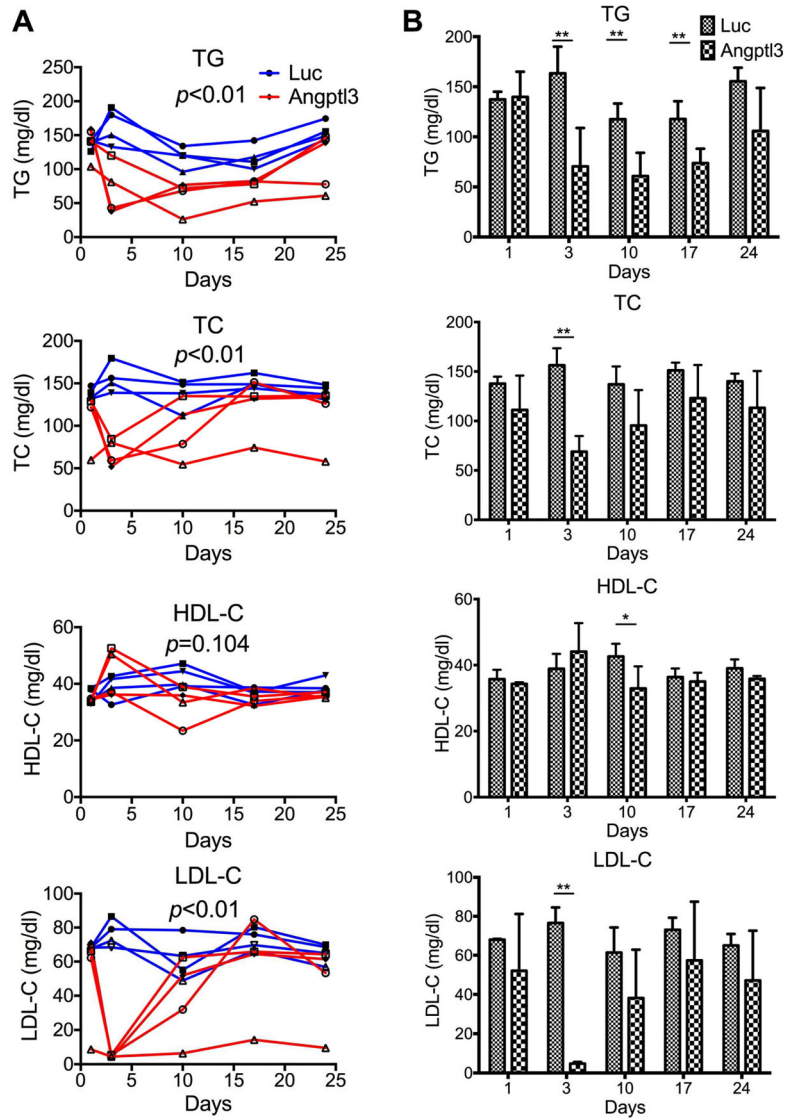 A
TG
p<0.01
Luc
Angptl3
TG (mg/dl)
250
200
150
100
50
0
0 5 10 15 20 25
Days
TC
p<0.01
TC (mg/dl)
200
150
100
50
0
0 5 10 15 20 25
Days
HDL-C
p=0.104
HDL-C (mg/dl)
60
40
20
0
0 5 10 15 20 25
Days
LDL-C
p<0.01
LDL-C (mg/dl)
100
80
60
40
20
0
0 5 10 15 20 25
Days
B
TG
Luc
Angptl3
** ** **
TG (mg/dl)
200
150
100
50
0
1 3 10 17 24
Days
TC
**
TC (mg/dl)
200
150
100
50
0
1 3 10 17 24
Days
HDL-C
*
HDL-C (mg/dl)
60
40
20
0
1 3 10 17 24
Days
LDL-C
**
LDL-C (mg/dl)
100
80
60
40
20
0
1 3 10 17 24
Days